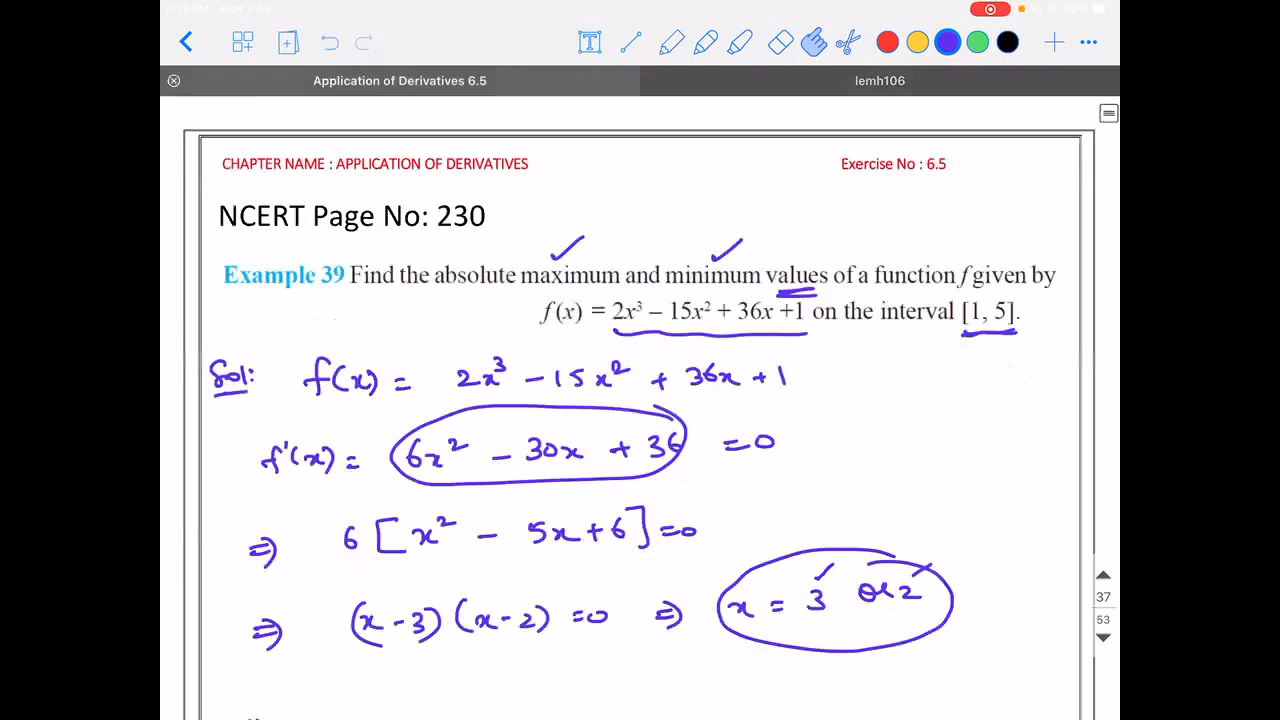 Application of Derivatives 6.5
lemh106
CHAPTER NAME : APPLICATION OF DERIVATIVES
Exercise No : 6.5
NCERT Page No: 230
Example 39 Find the absolute maximum and minimum values of a function f given by
f(x) = 2x³ – 15x² + 36x +1 on the interval [1, 5].
Sol: f(x) = 2x³ - 15x² + 36x + 1
f'(x) = 6x² - 30x + 36 = 0
⇒ 6[x² - 5x + 6] = 0
⇒ (x - 3) (x - 2) = 0 ⇒ x = 3 or 2
37
53